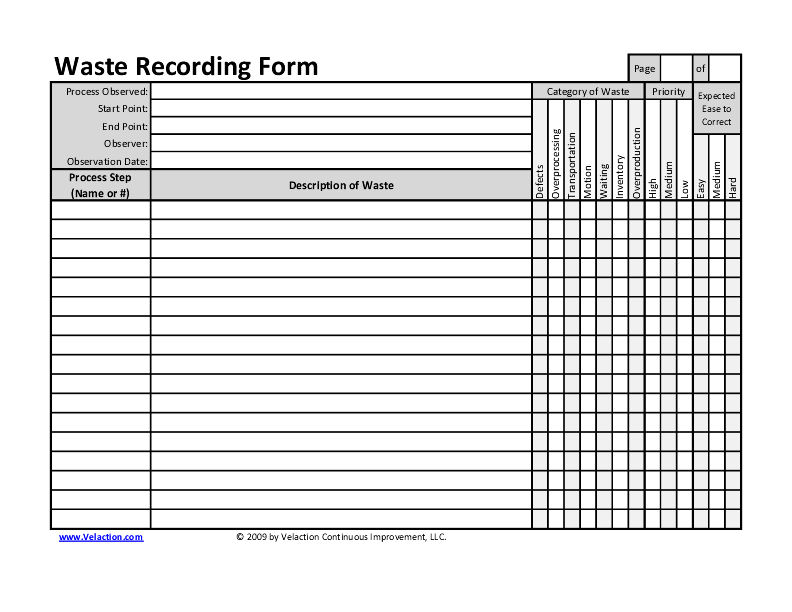 Waste Recording Form
Page
of
Process Observed:
Category of Waste
Priority
Expected
Ease to
Correct
Start Point:
End Point:
Observer:
Observation Date:
Process Step
(Name or #)
Description of Waste
Defects
Overprocessing
Transportation
Motion
Waiting
Inventory
Overproduction
High
Medium
Low
Easy
Medium
Hard
www.Velaction.com
© 2009 by Velaction Continuous Improvement, LLC.